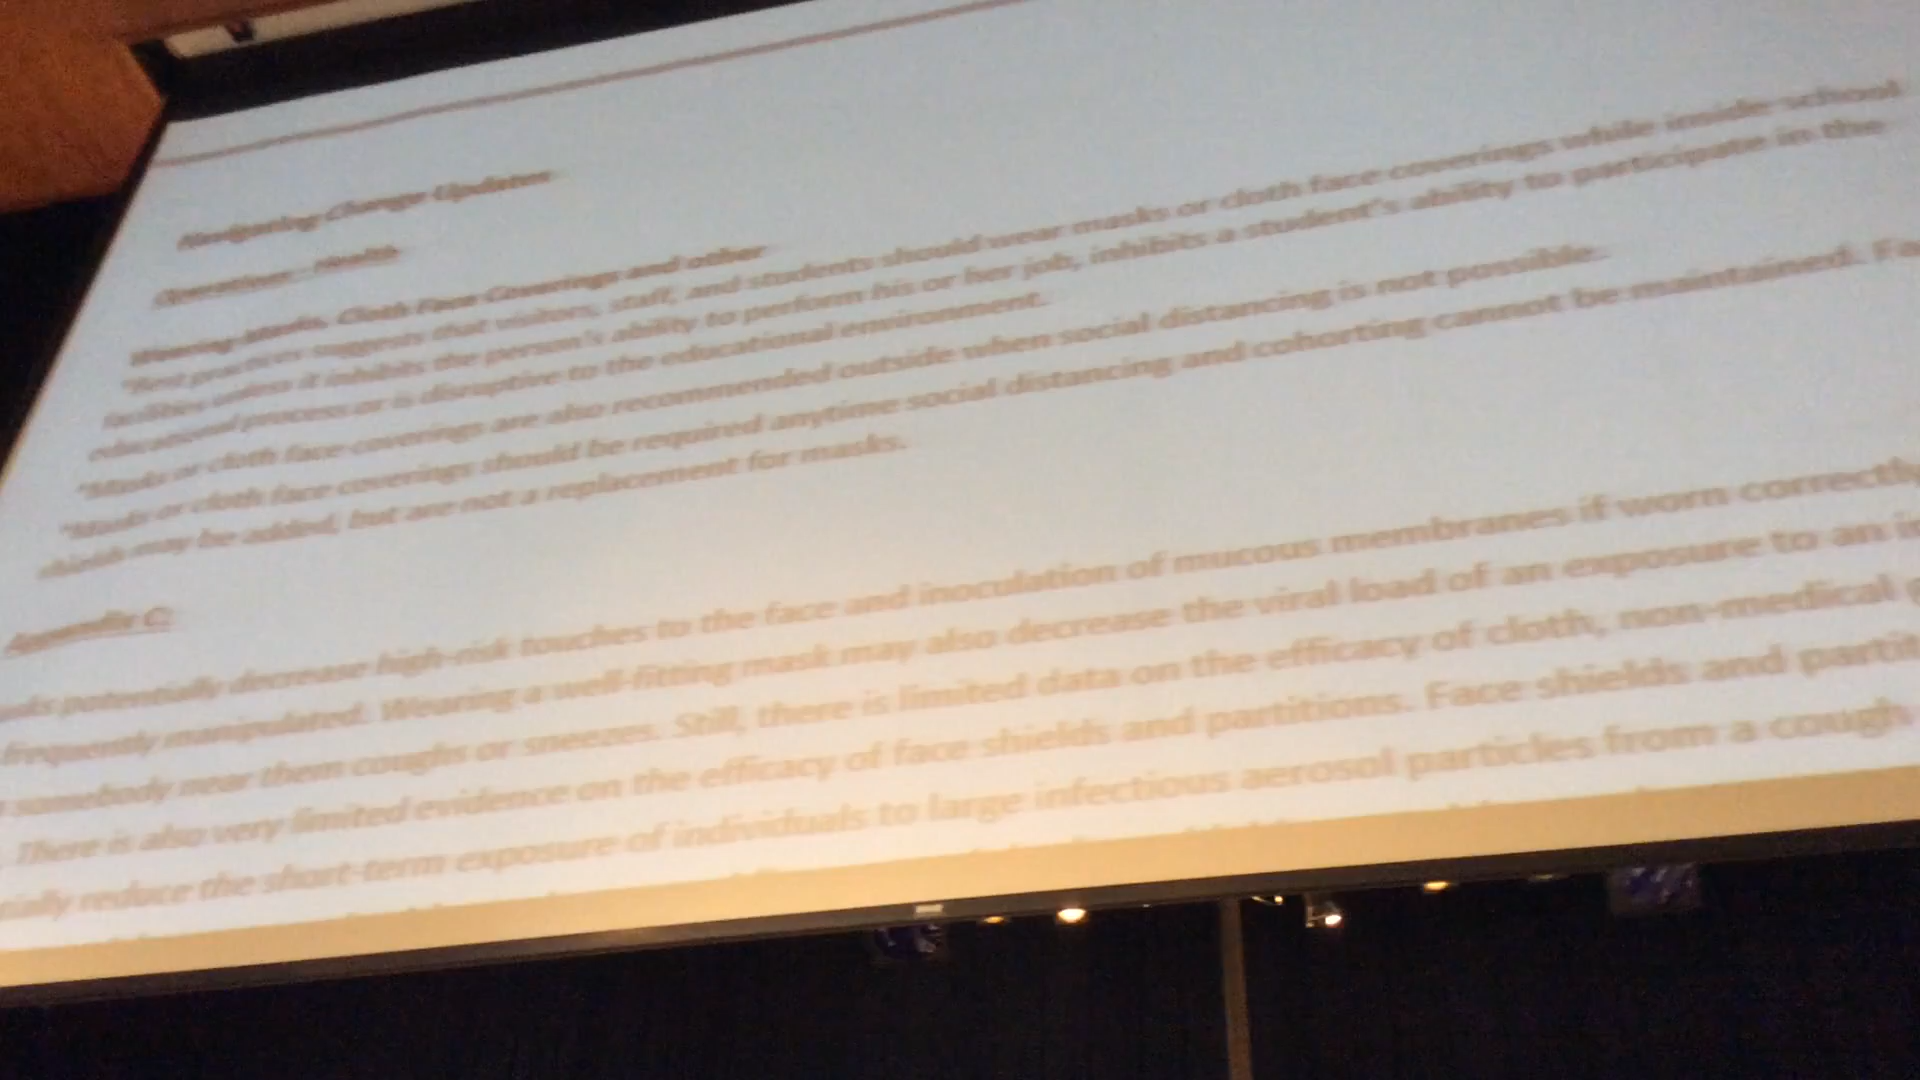 Navigating Change Updates
Operations - Health
Wearing Masks, Cloth Face Coverings and other
"Best practices suggests that visitors, staff, and students should wear masks or cloth face coverings while inside school
facilities unless it inhibits the person's ability to perform his or her job, inhibits a student's ability to participate in the
educational process or is disruptive to the educational environment.
"Masks or cloth face coverings are also recommended outside when social distancing is not possible.
"Masks or cloth face coverings should be required anytime social distancing and cohorting cannot be maintained.
shields may be added, but are not a replacement for masks.
Appendix C:
potentially decrease high-risk touches to the face and inoculation of mucous membranes if worn correctly
frequently manipulated. Wearing a well-fitting mask may also decrease the viral load of an exposure to an
somebody near them coughs or sneezes. Still, there is limited data on the efficacy of cloth, non-medical
There is also very limited evidence on the efficacy of face shields and partitions. Face shields and
reduce the short-term exposure of individuals to large infectious aerosol particles from a cough